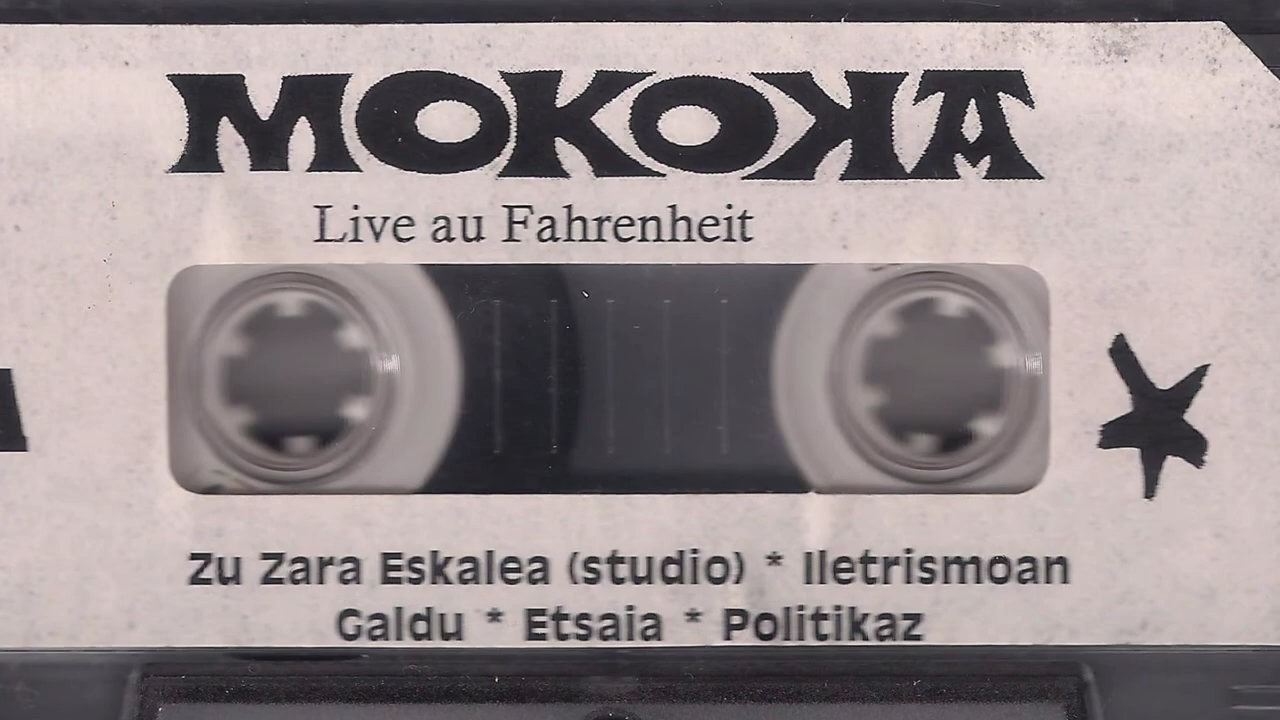 MOKOKA
Live au Fahrenheit
Zu Zara Eskalea (studio) * Iletrismoan
Galdu * Etsaia * Politikaz